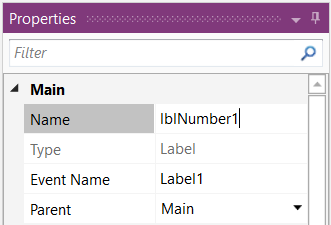 Properties
Filter
Main
Name lblNumber1
Type Label
Event Name Label1
Parent Main